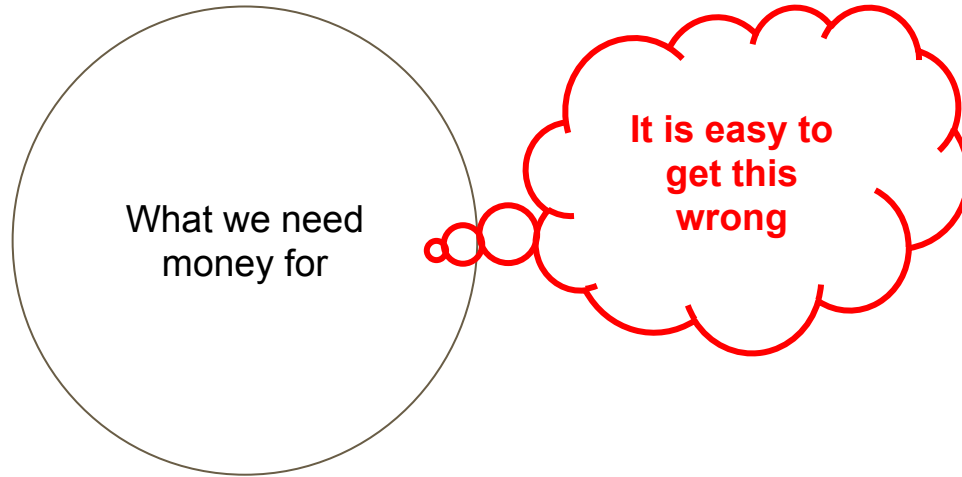 What we need
money for
It is easy to
get this
wrong